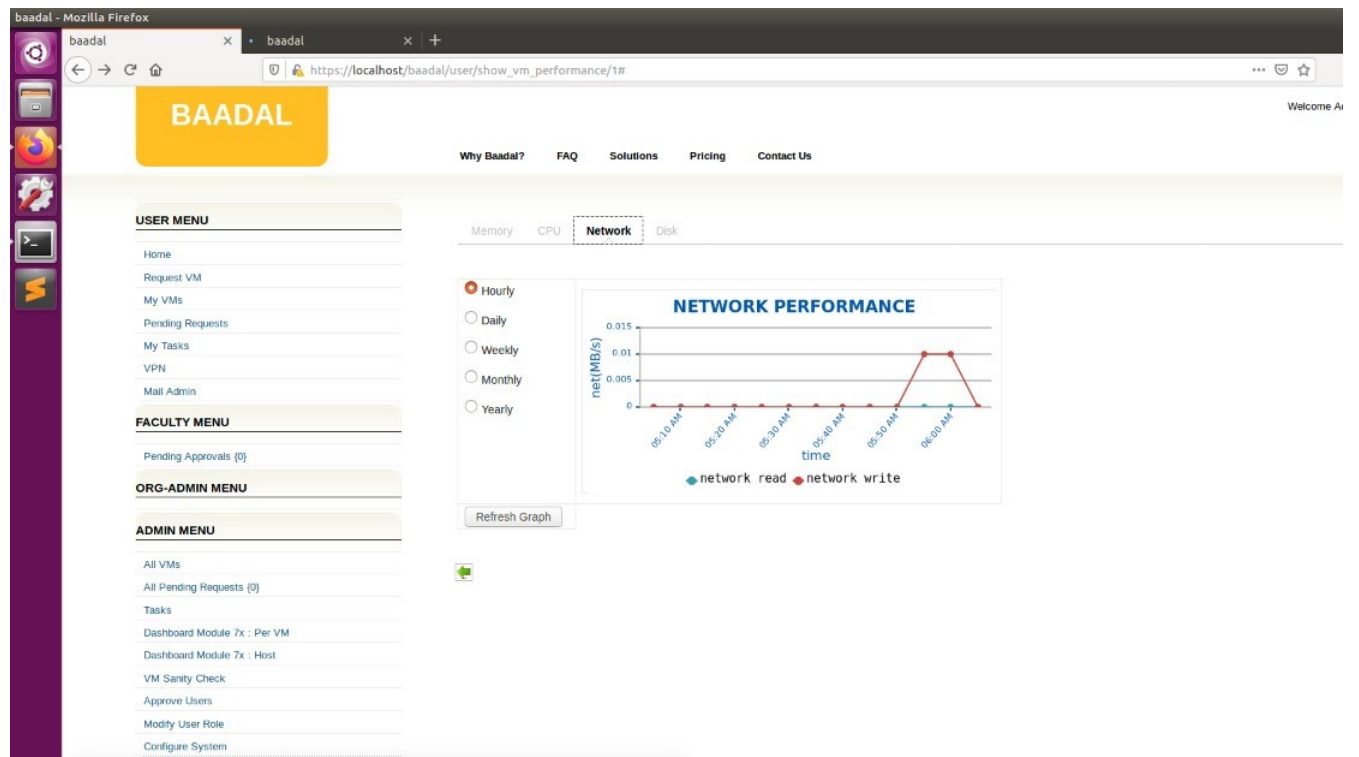 baadal - Mozilla Firefox
baadal
baadal
https://localhost/baadal/user/show_vm_performance/1#
BAADAL
Welcome
Why Baadal? FAQ Solutions Pricing Contact Us
USER MENU
Home
Request VM
My VMs
Pending Requests
My Tasks
VPN
Mail Admin
FACULTY MENU
Pending Approvals {0}
ORG-ADMIN MENU
ADMIN MENU
All VMs
All Pending Requests {0}
Tasks
Dashboard Module 7x : Per VM
Dashboard Module 7x : Host
VM Sanity Check
Approve Users
Modify User Role
Configure System
Memory CPU Network Disk
Hourly
Daily
Weekly
Monthly
Yearly
NETWORK PERFORMANCE
net(MB/s)
0.015
0.01
0.005
0
05:10 AM 05:20 AM 05:30 AM 05:40 AM 05:50 AM 06:00 AM
time
network read network write
Refresh Graph